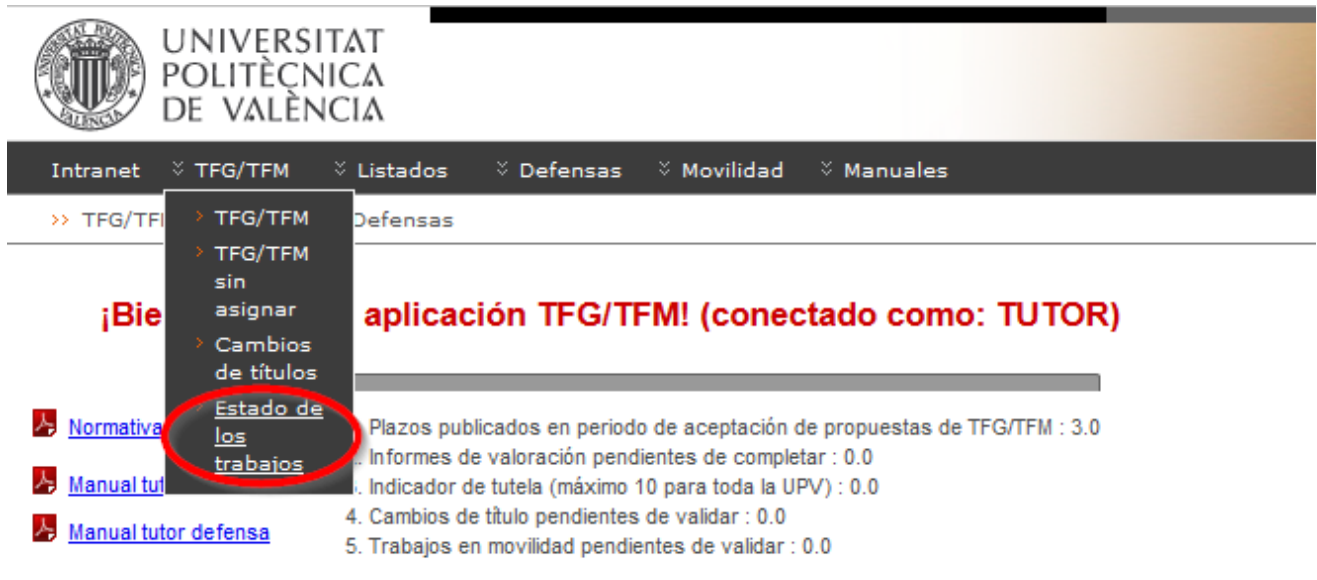 UNIVERSITAT
POLITÈCNICA
DE VALÈNCIA
Intranet TFG/TFM Listados Defensas Movilidad Manuales
>> TFG/TF Defensas
> TFG/TFM
> TFG/TFM
sin
asignar
> Cambios
de títulos
> Estado de
los
trabajos
¡Bie aplicación TFG/TFM! (conectado como: TUTOR)
Normativa
Manual tut
Manual tutor defensa
Plazos publicados en periodo de aceptación de propuestas de TFG/TFM : 3.0
. Informes de valoración pendientes de completar : 0.0
. Indicador de tutela (máximo 10 para toda la UPV) : 0.0
4. Cambios de título pendientes de validar : 0.0
5. Trabajos en movilidad pendientes de validar : 0.0